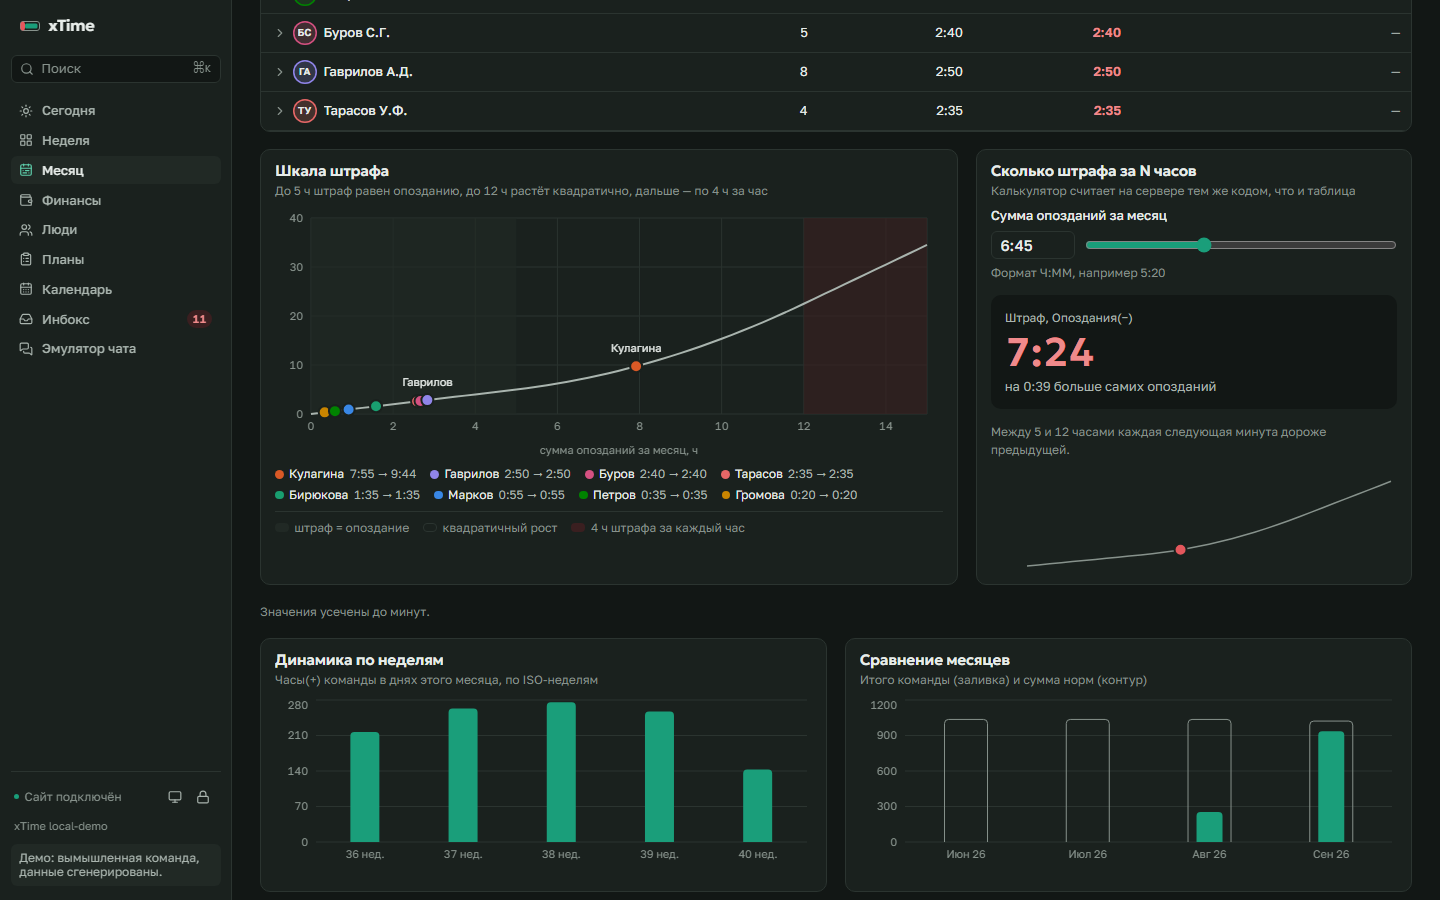 xTime
Поиск
⌘K
Сегодня
Неделя
Месяц
Финансы
Люди
Планы
Календарь
Инбокс 11
Эмулятор чата
Сайт подключён
xTime local-demo
Демо: вымышленная команда,
данные сгенерированы.
БС Буров С.Г. 5 2:40 2:40 —
ГА Гаврилов А.Д. 8 2:50 2:50 —
ТУ Тарасов У.Ф. 4 2:35 2:35 —
Шкала штрафа
До 5 ч штраф равен опозданию, до 12 ч растёт квадратично, дальше — по 4 ч за час
40
30
20
10
0
Кулагина
Гаврилов
0 2 4 6 8 10 12 14
сумма опозданий за месяц, ч
Кулагина 7:55 → 9:44 Гаврилов 2:50 → 2:50 Буров 2:40 → 2:40 Тарасов 2:35 → 2:35
Бирюкова 1:35 → 1:35 Марков 0:55 → 0:55 Петров 0:35 → 0:35 Громова 0:20 → 0:20
штраф = опоздание квадратичный рост 4 ч штрафа за каждый час
Сколько штрафа за N часов
Калькулятор считает на сервере тем же кодом, что и таблица
Сумма опозданий за месяц
6:45
Формат Ч:ММ, например 5:20
Штраф, Опоздания(−)
7:24
на 0:39 больше самих опозданий
Между 5 и 12 часами каждая следующая минута дороже
предыдущей.
Значения усечены до минут.
Динамика по неделям
Часы(+) команды в днях этого месяца, по ISO-неделям
280
210
140
70
0
36 нед. 37 нед. 38 нед. 39 нед. 40 нед.
Сравнение месяцев
Итого команды (заливка) и сумма норм (контур)
1200
900
600
300
0
Июн 26 Июл 26 Авг 26 Сен 26